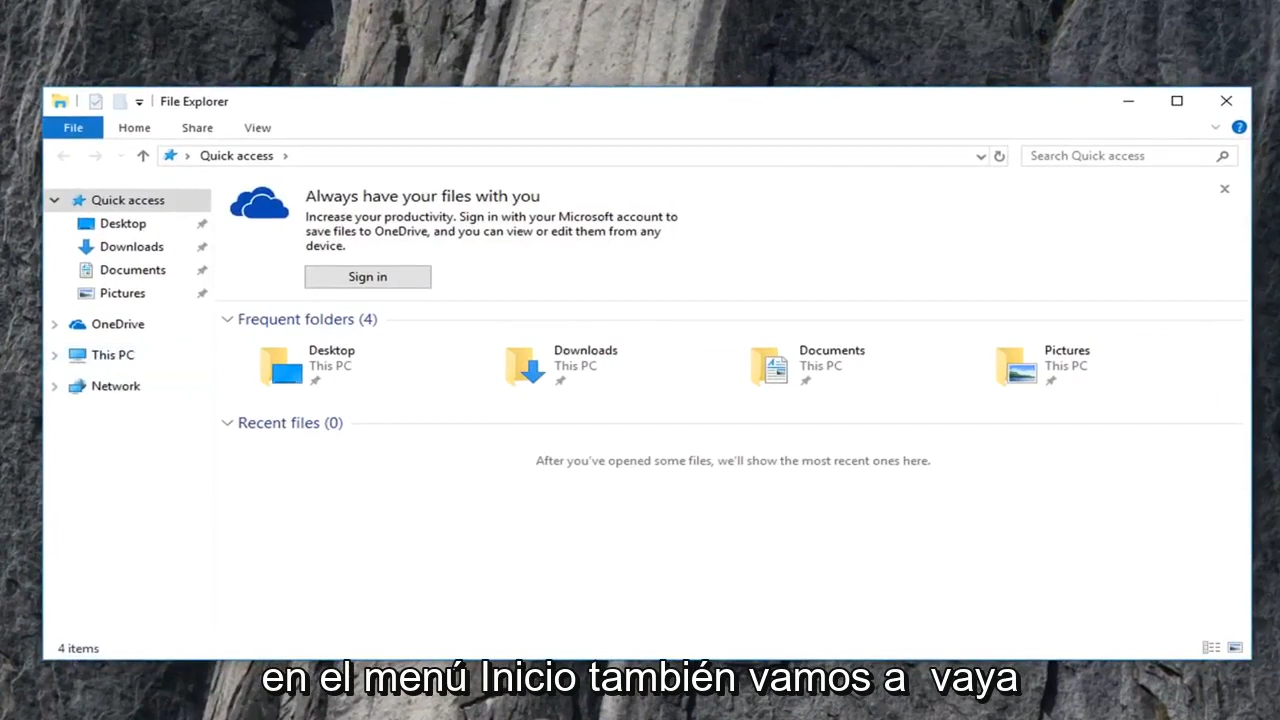 File Explorer
File
Home
Share
View
Quick access
Search Quick access
Quick access
Desktop
Downloads
Documents
Pictures
OneDrive
This PC
Network
Always have your files with you
Increase your productivity. Sign in with your Microsoft account to
save files to OneDrive, and you can view or edit them from any
device.
Sign in
Frequent folders (4)
Desktop
This PC
Downloads
This PC
Documents
This PC
Pictures
This PC
Recent files (0)
After you've opened some files, we'll show the most recent ones here.
4 items
en el menú Inicio también vamos a vaya